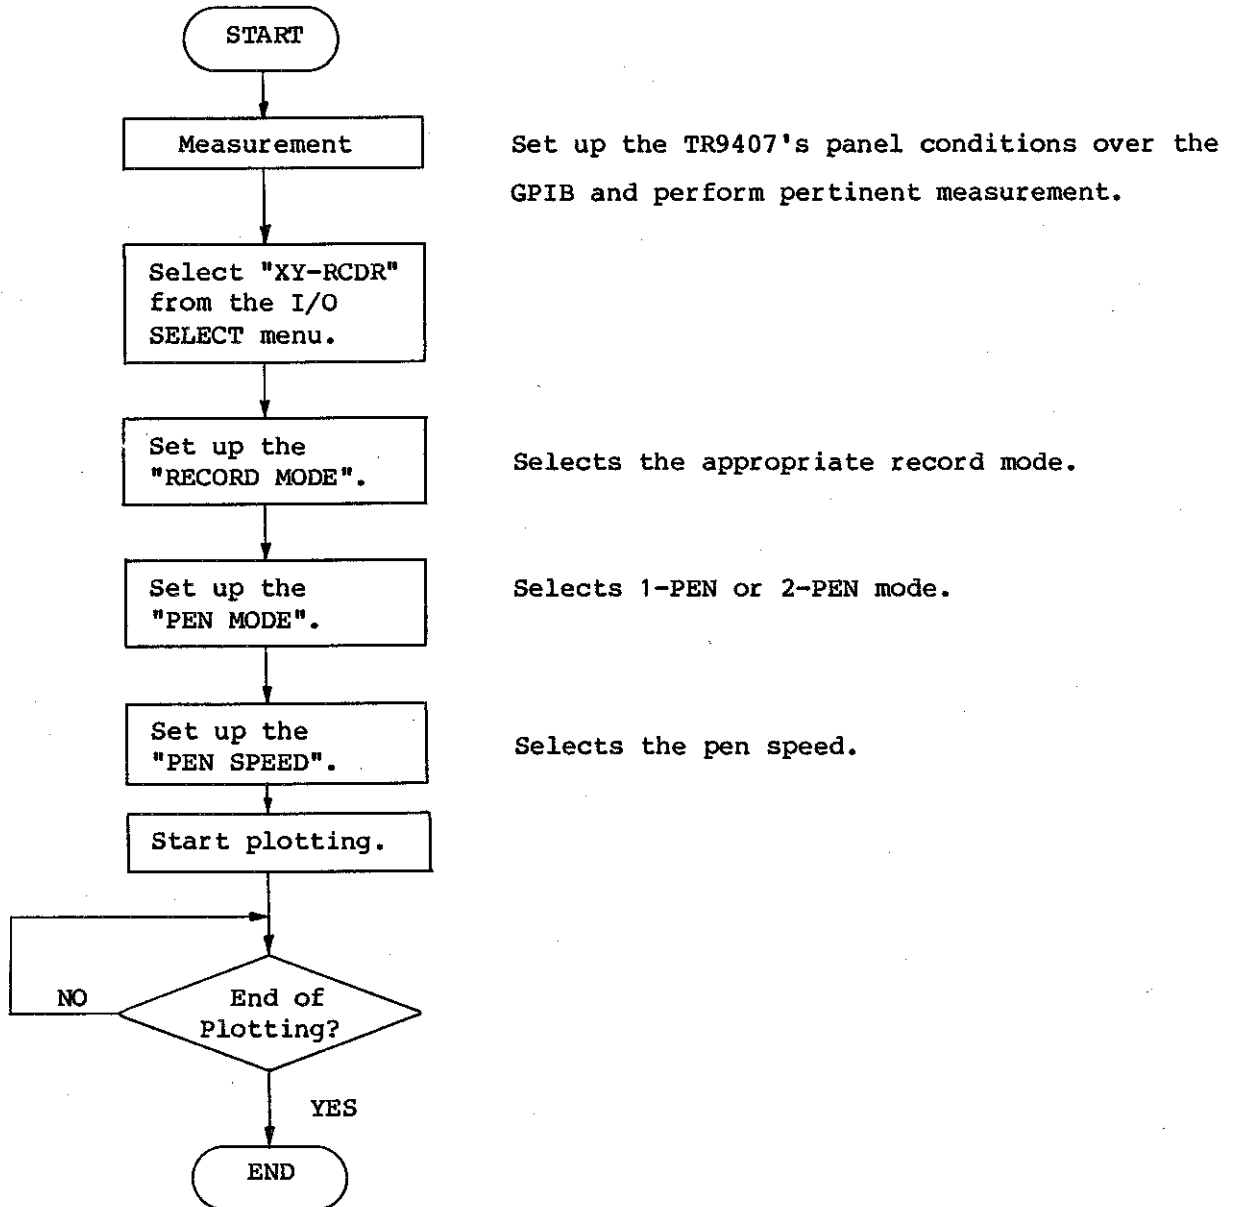 START
Measurement
Set up the TR9407's panel conditions over the
GPIB and perform pertinent measurement.
Select "XY-RCDR"
from the I/O
SELECT menu.
Set up the
"RECORD MODE".
Selects the appropriate record mode.
Set up the
"PEN MODE".
Selects 1-PEN or 2-PEN mode.
Set up the
"PEN SPEED".
Selects the pen speed.
Start plotting.
NO
End of
Plotting?
YES
END